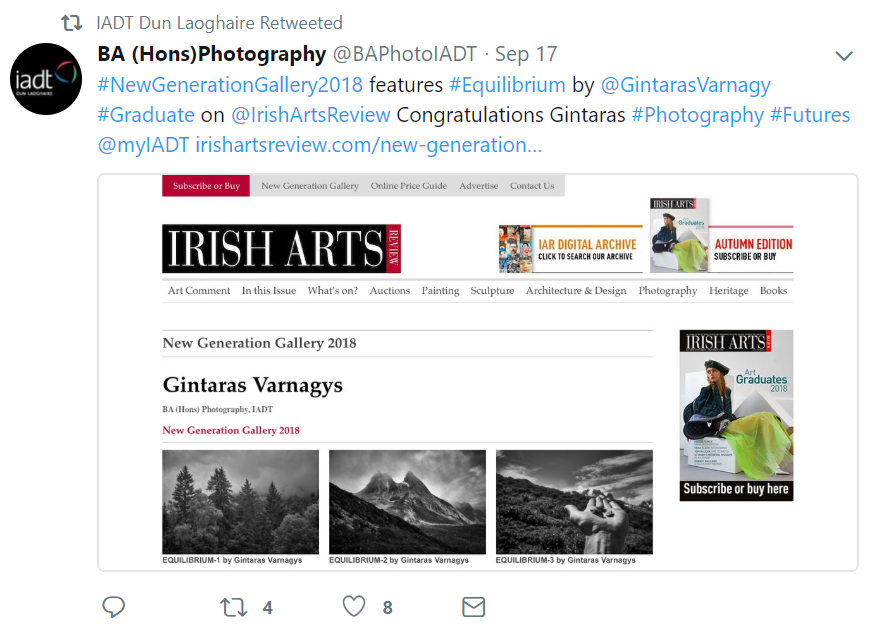 IADT Dun Laoghaire Retweeted
BA (Hons)Photography @BAPhotoIADT · Sep 17
iadt
DUN LAOGHAIRE
#NewGenerationGallery2018 features #Equilibrium by @GintarasVarnagy
#Graduate on @IrishArtsReview Congratulations Gintaras #Photography #Futures
@myIADT irishartsreview.com/new-generation...
Subscribe or Buy New Generation Gallery Online Price Guide Advertise Contact Us
IRISH ARTS REVIEW
IAR DIGITAL ARCHIVE
CLICK TO SEARCH OUR ARCHIVE
IRISH ARTS
Art
Graduates
2018
AUTUMN EDITION
SUBSCRIBE OR BUY
Art Comment In this Issue What's on? Auctions Painting Sculpture Architecture & Design Photography Heritage Books
New Generation Gallery 2018
Gintaras Varnagys
BA (Hons) Photography, IADT
New Generation Gallery 2018
EQUILIBRIUM-1 by Gintaras Varnagys
EQUILIBRIUM-2 by Gintaras Varnagys
EQUILIBRIUM-3 by Gintaras Varnagys
IRISH ARTS
Art
Graduates
2018
Subscribe or buy here
4
8